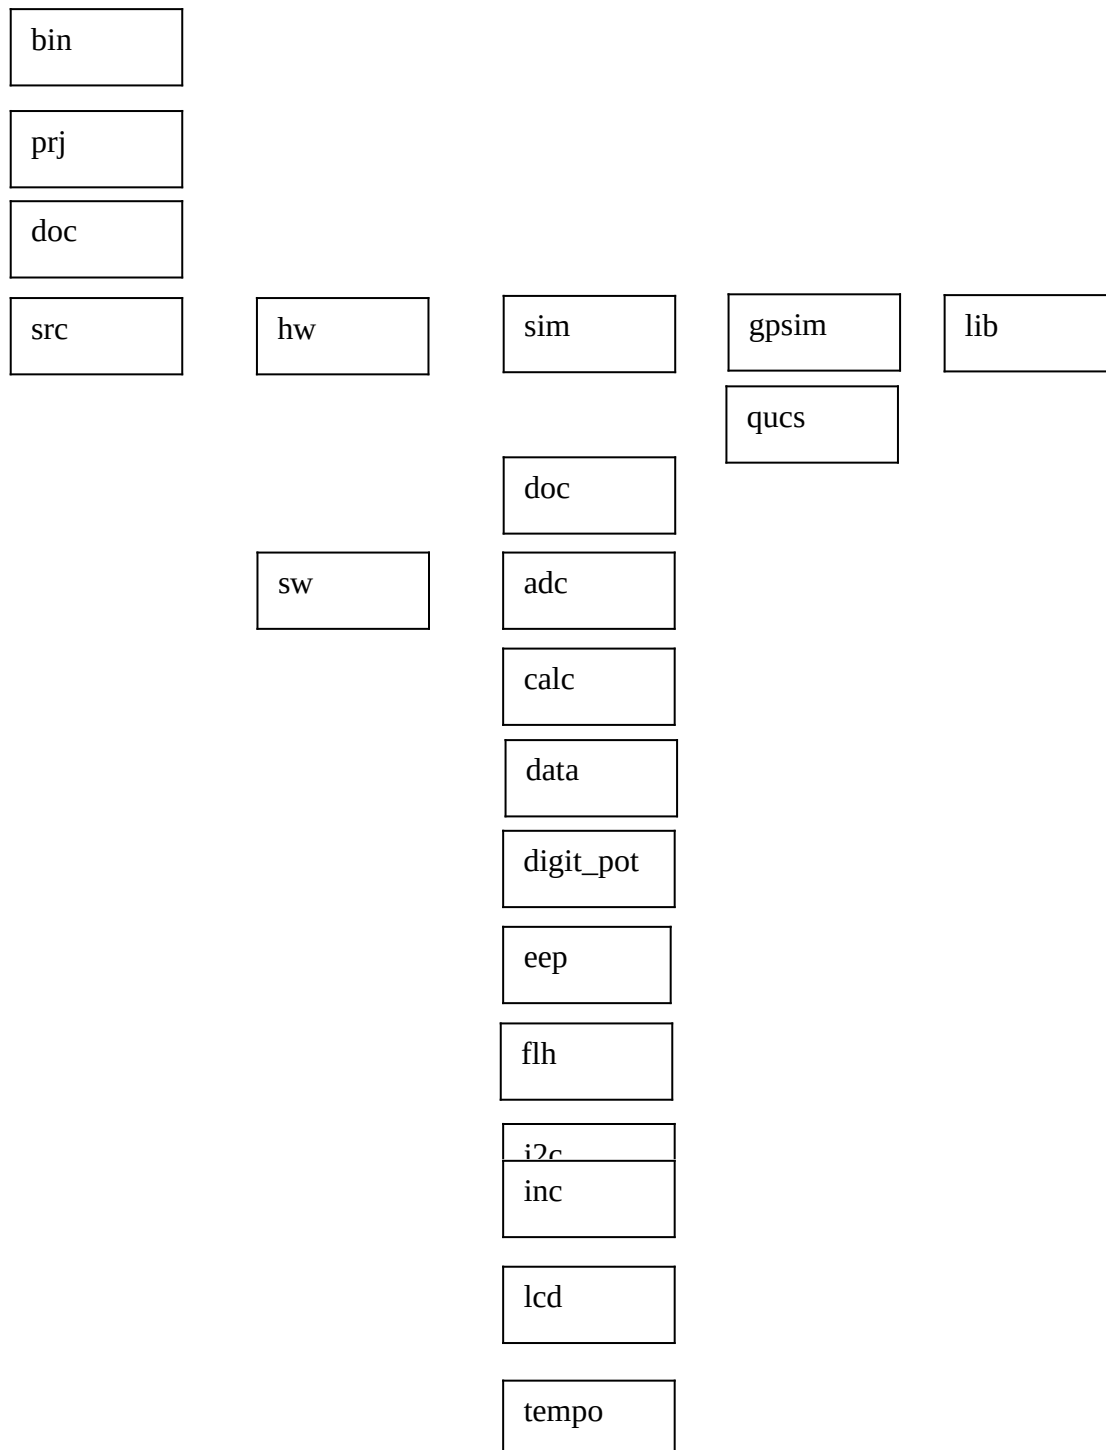 bin
prj
doc
src
hw
sim
gpsim
lib
qucs
doc
sw
adc
calc
data
digit_pot
eep
flh
i2c
inc
lcd
tempo